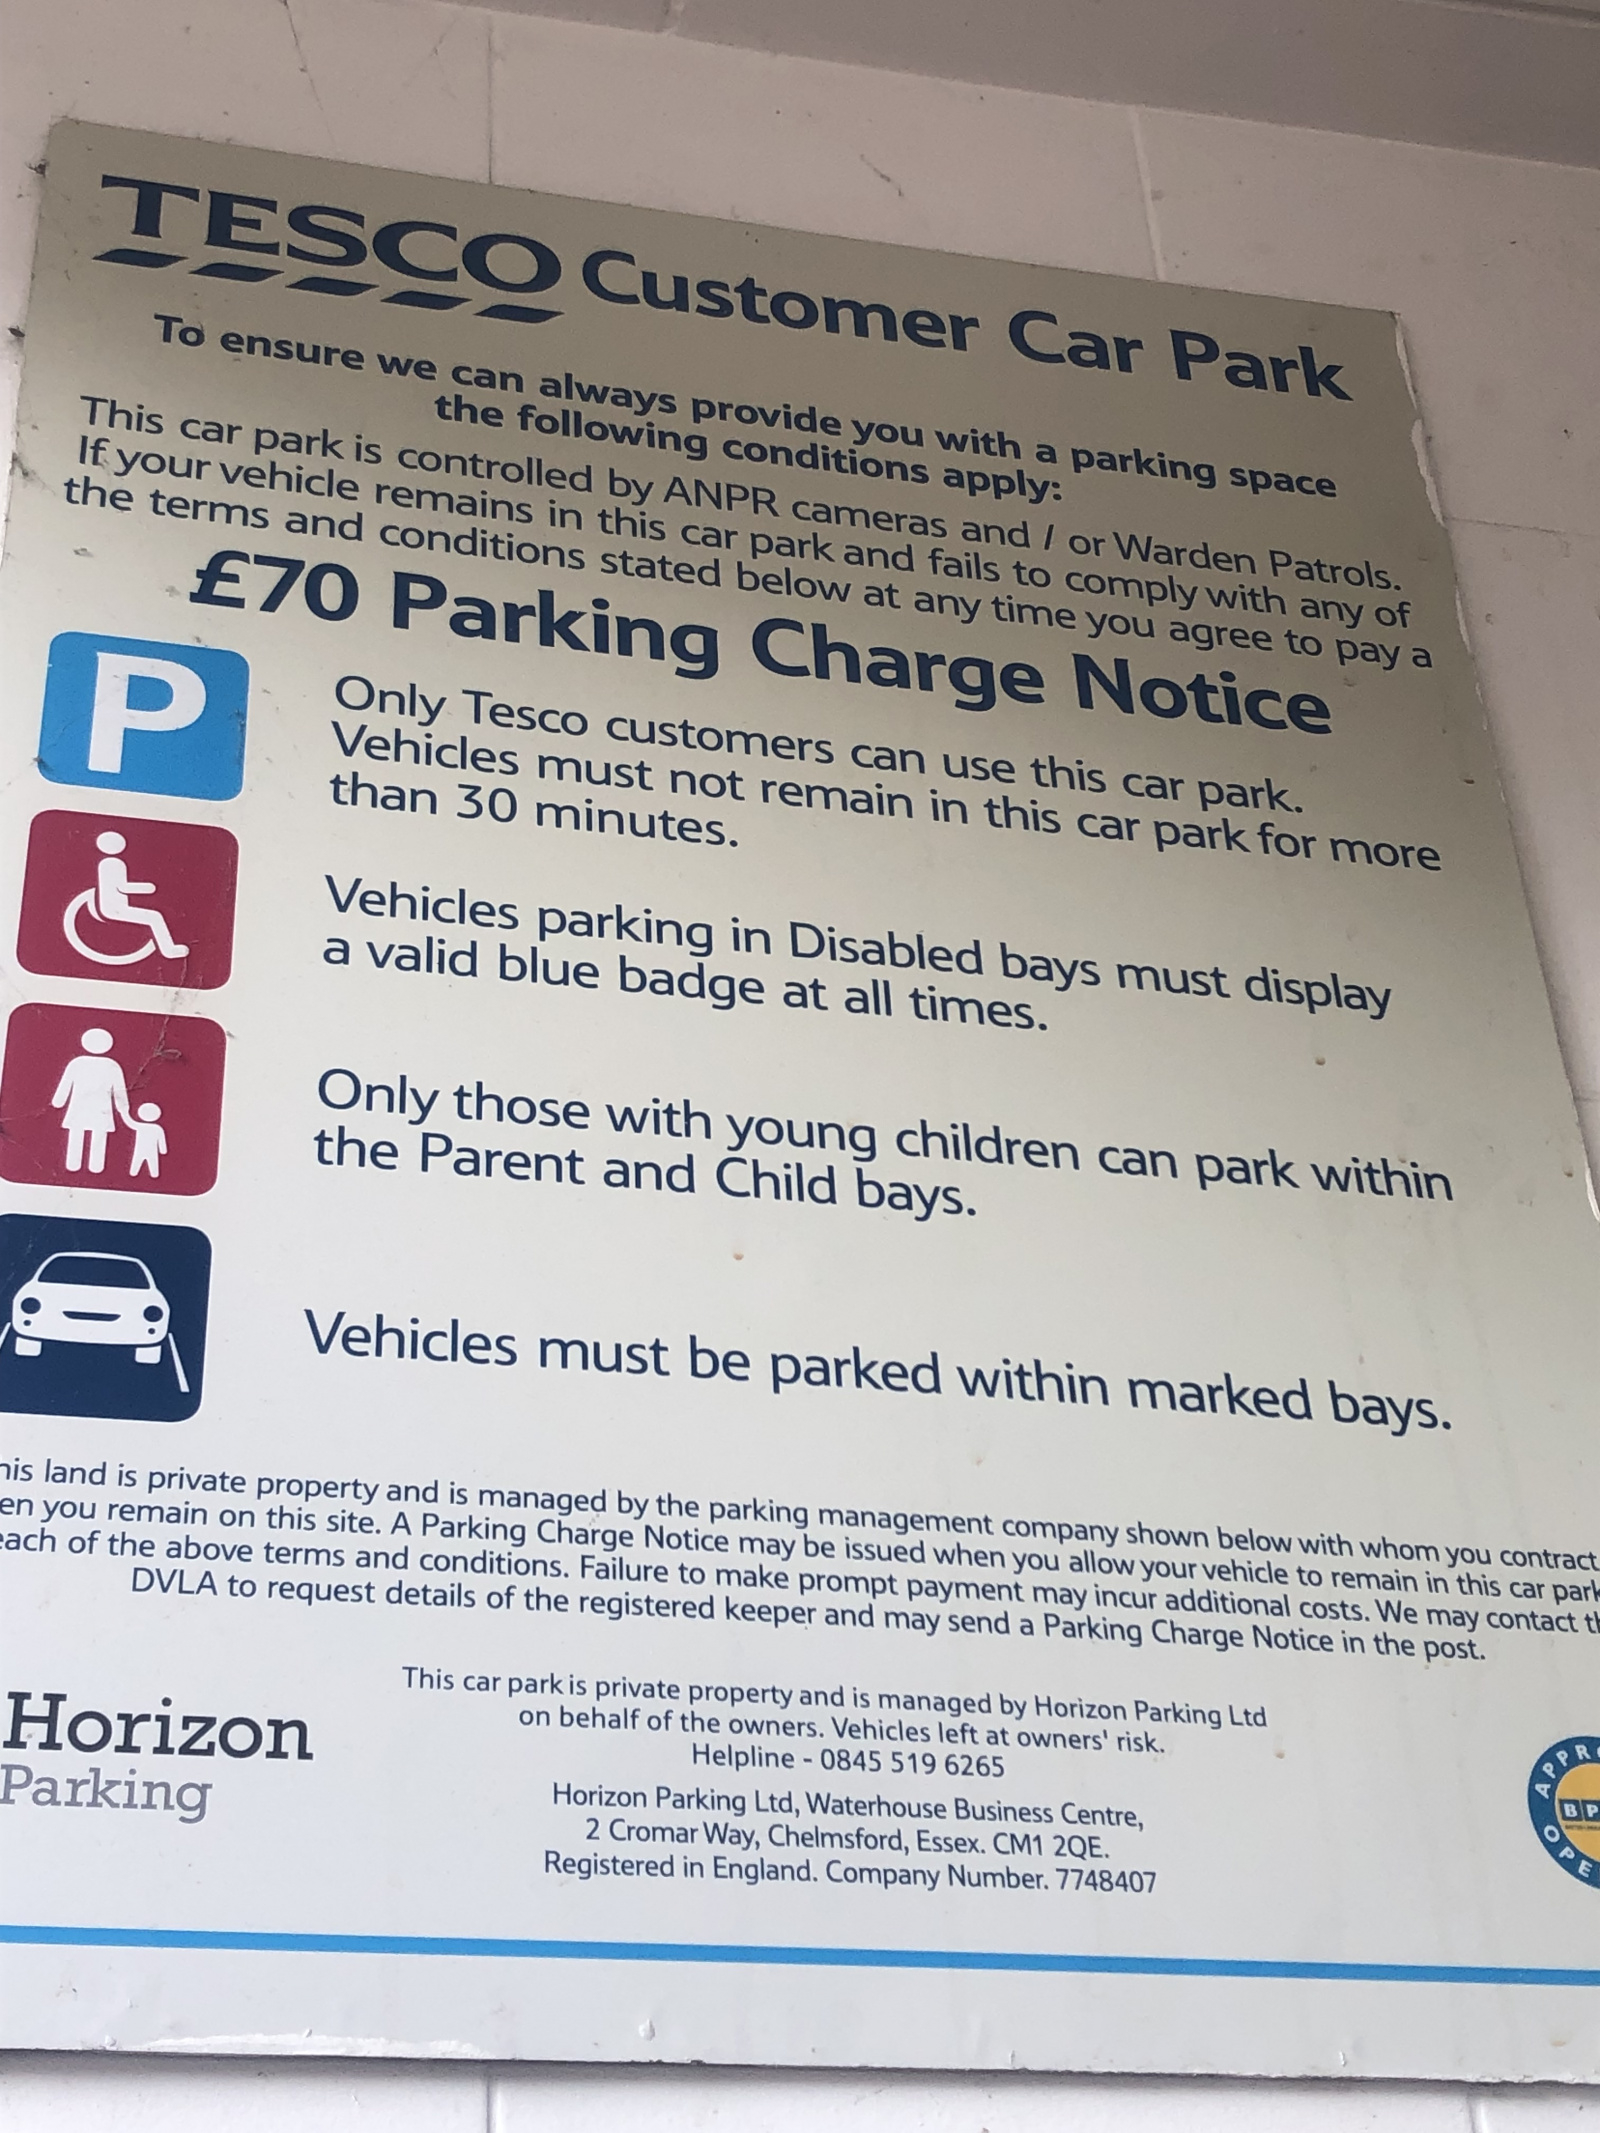 TESCO Customer Car Park
To ensure we can always provide you with a parking space
the following conditions apply:
This car park is controlled by ANPR cameras and / or Warden Patrols.
If your vehicle remains in this car park and fails to comply with any of
the terms and conditions stated below at any time you agree to pay a
£70 Parking Charge Notice
P
Only Tesco customers can use this car park.
Vehicles must not remain in this car park for more
than 30 minutes.
Vehicles parking in Disabled bays must display
a valid blue badge at all times.
Only those with young children can park within
the Parent and Child bays.
Vehicles must be parked within marked bays.
his land is private property and is managed by the parking management company shown below with whom you contract
en you remain on this site. A Parking Charge Notice may be issued when you allow your vehicle to remain in this car park
each of the above terms and conditions. Failure to make prompt payment may incur additional costs. We may contact th
DVLA to request details of the registered keeper and may send a Parking Charge Notice in the post.
Horizon
Parking
This car park is private property and is managed by Horizon Parking Ltd
on behalf of the owners. Vehicles left at owners' risk.
Helpline - 0845 519 6265
Horizon Parking Ltd, Waterhouse Business Centre,
2 Cromar Way, Chelmsford, Essex. CM1 2QE.
Registered in England. Company Number. 7748407
APPRO
BP
OPE